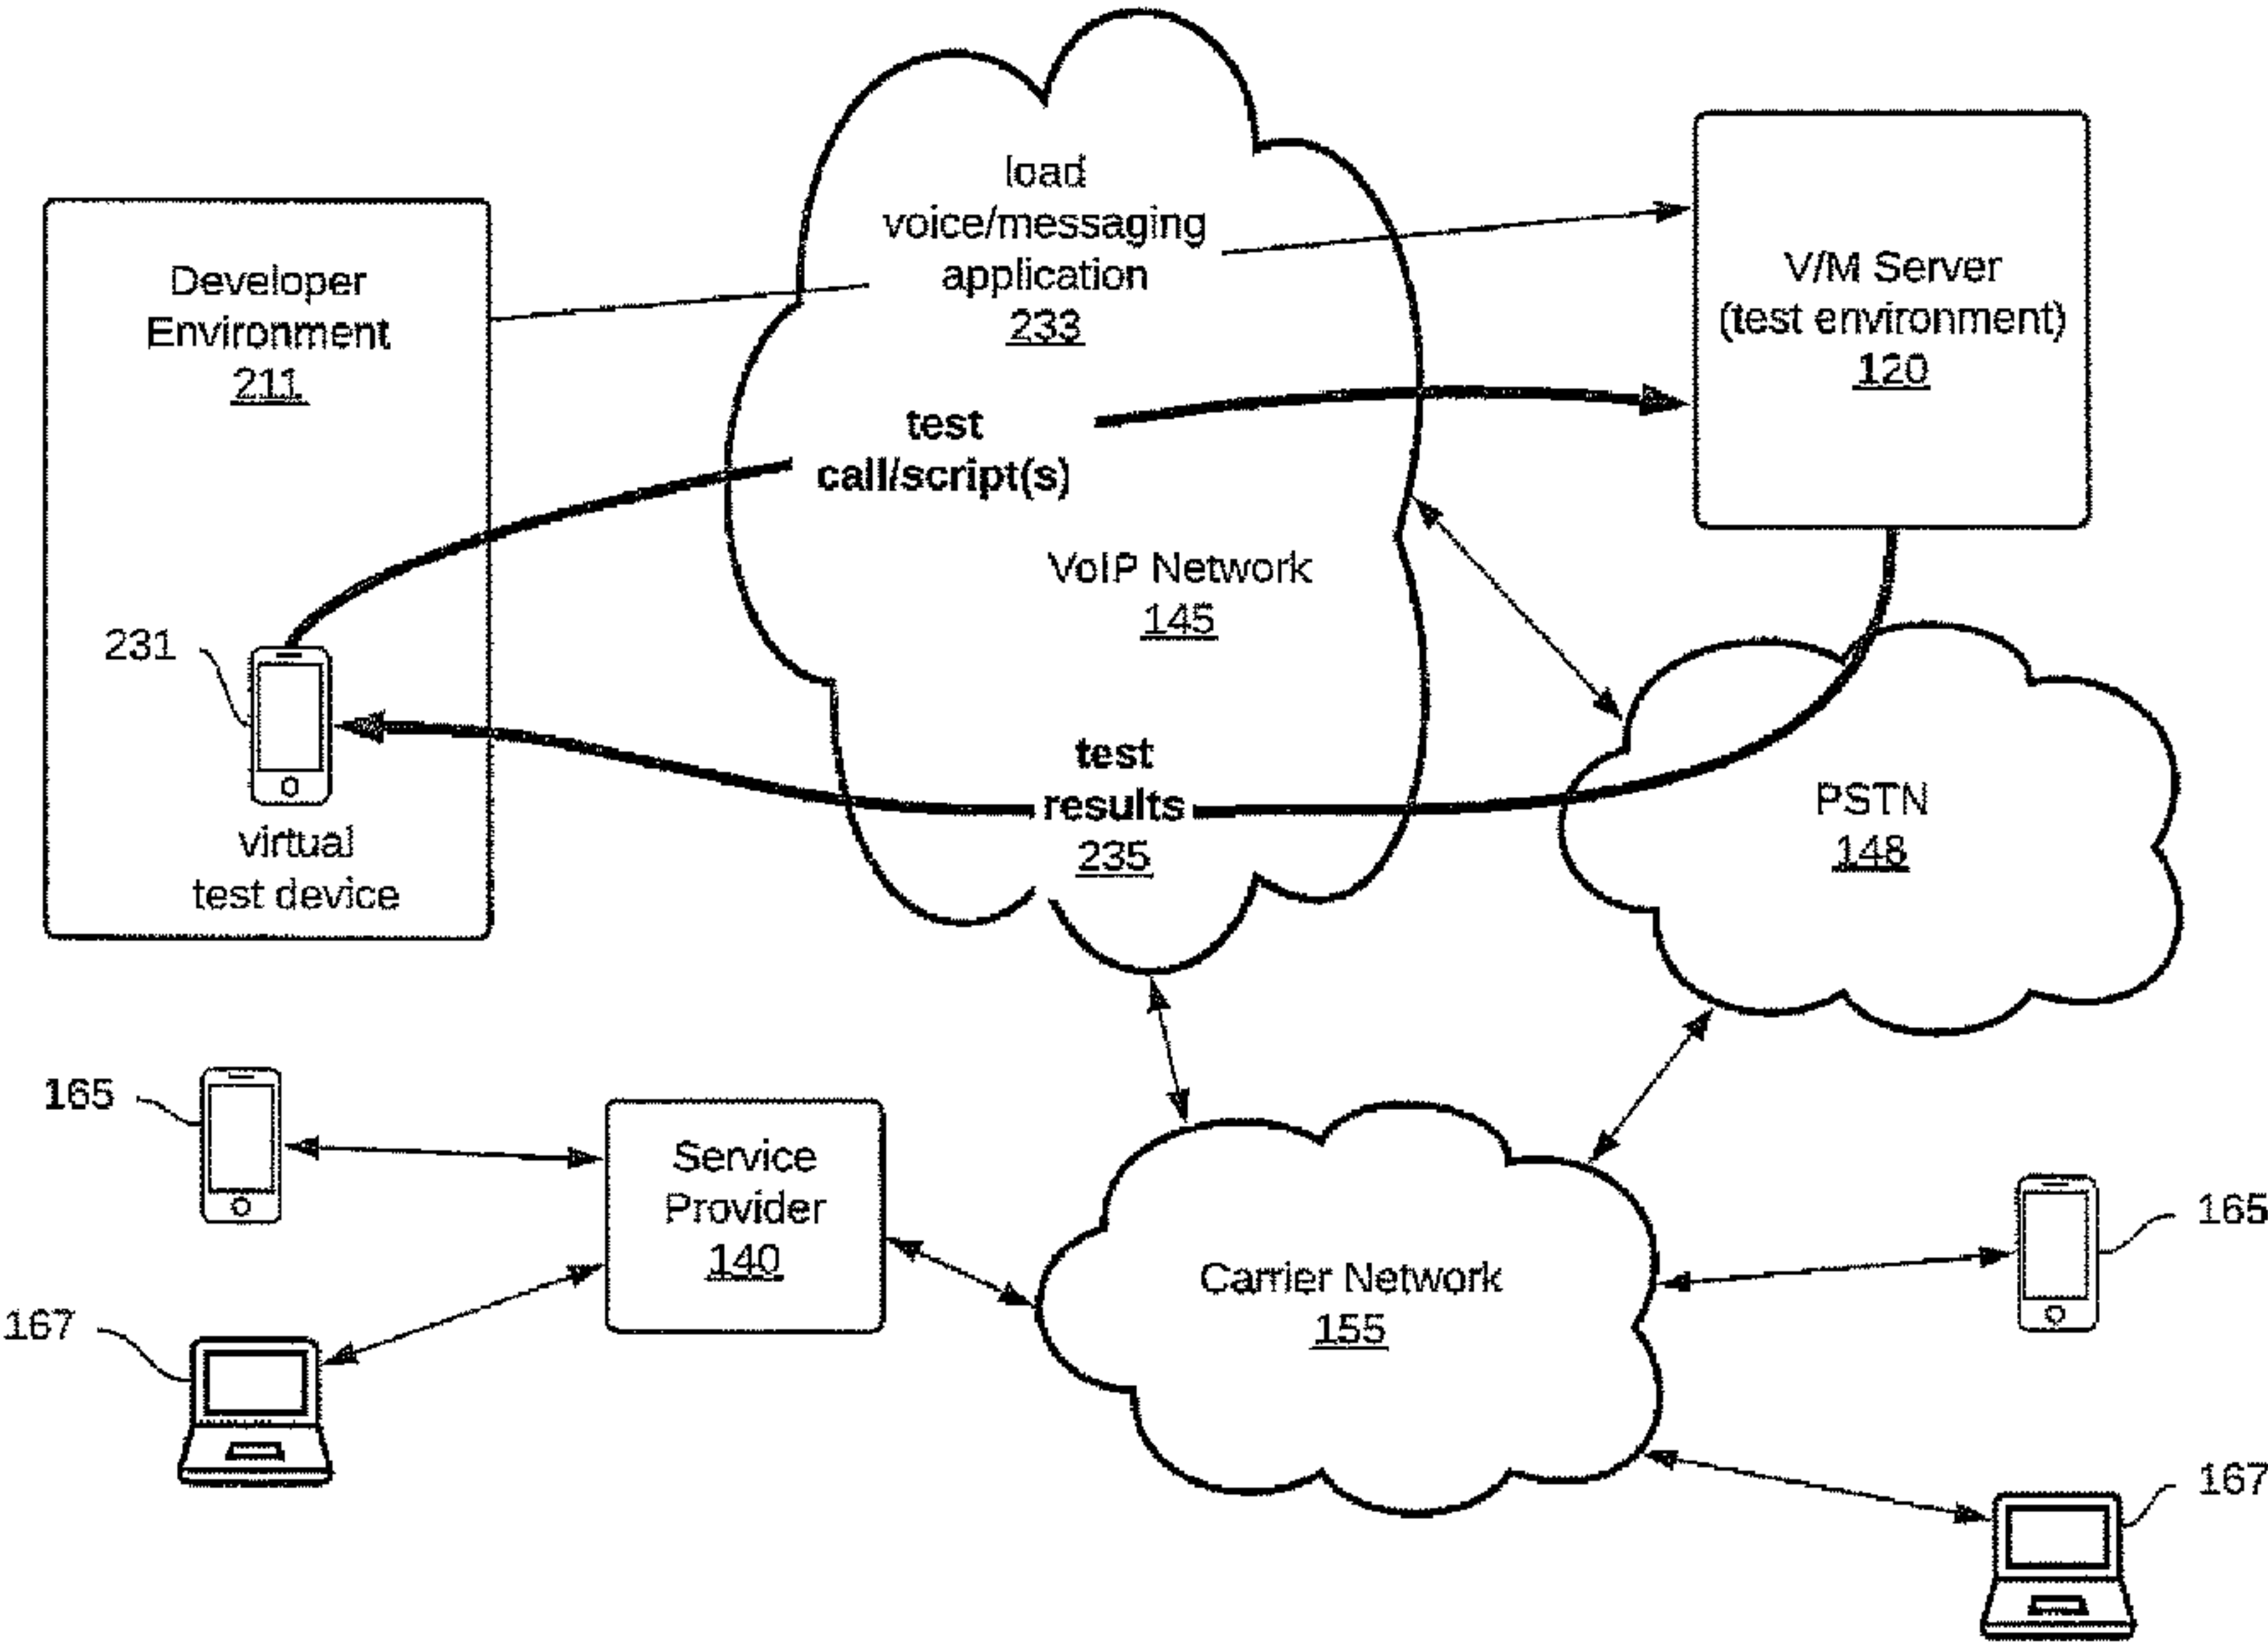 load
voice/messaging
application
233
Developer
Environment
211
V/M Server
(test environment)
120
test
call/script(s)
VoIP Network
145
231
virtual
test device
test
results
235
PSTN
148
165
Service
Provider
140
167
Carrier Network
155
165
167